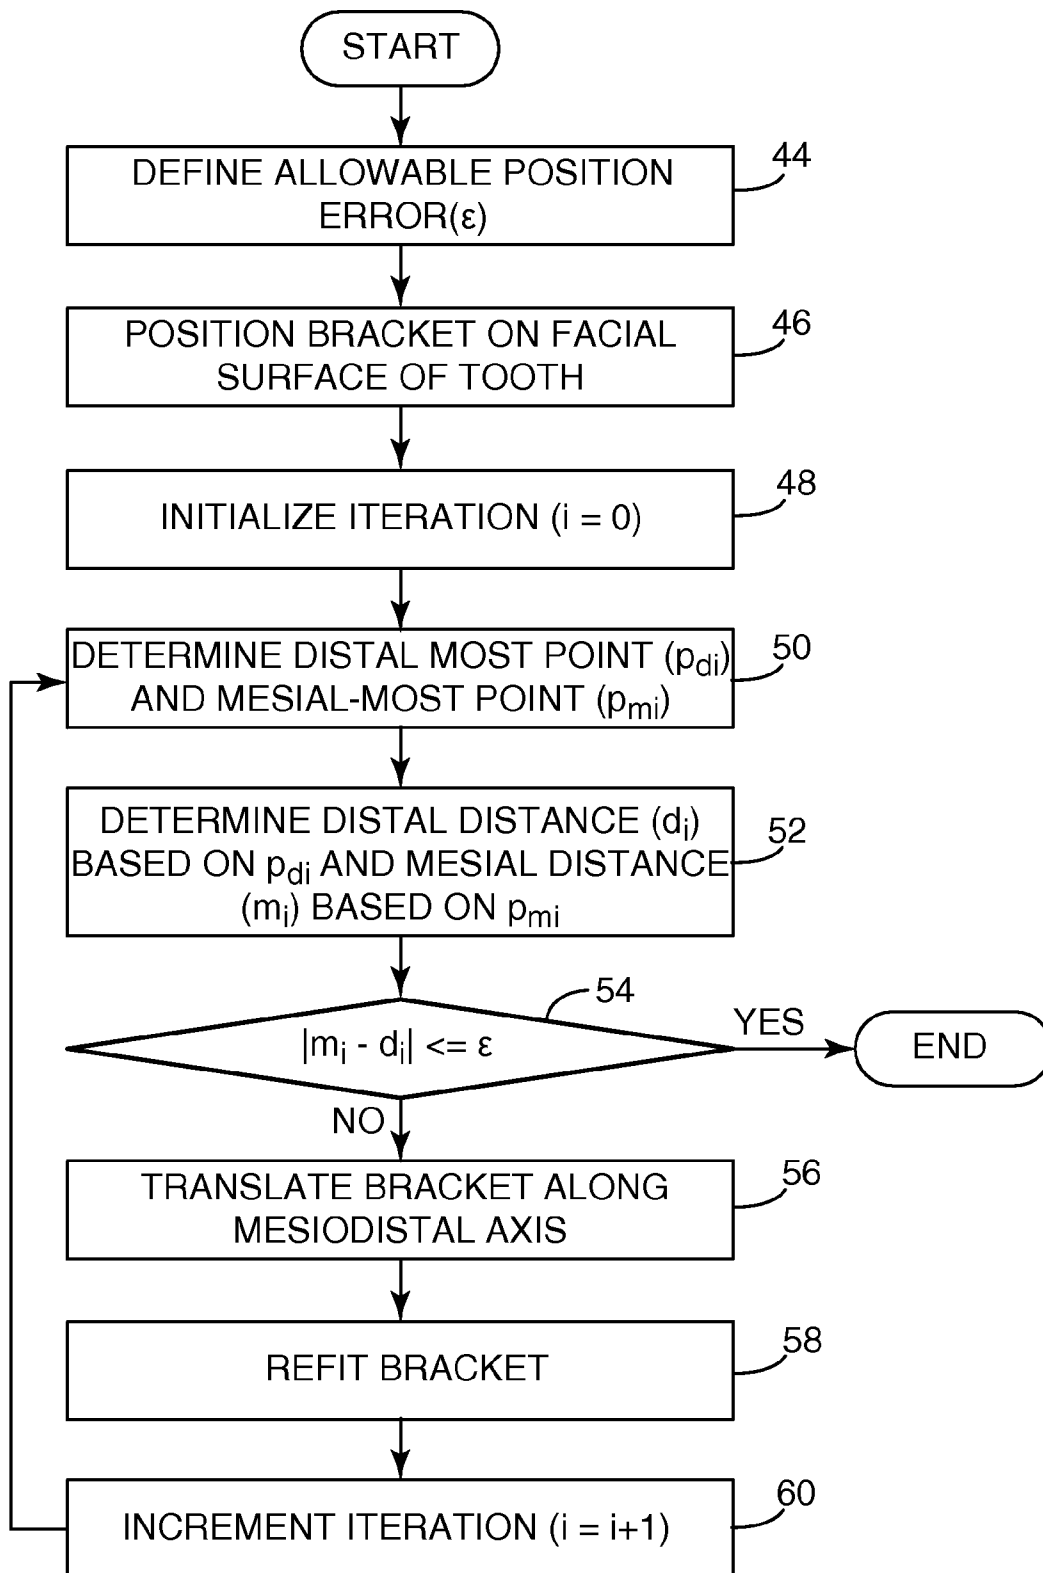 START
DEFINE ALLOWABLE POSITION
ERROR(ε)
44
POSITION BRACKET ON FACIAL
SURFACE OF TOOTH
46
INITIALIZE ITERATION (i = 0)
48
DETERMINE DISTAL MOST POINT (pdi)
AND MESIAL-MOST POINT (pmi)
50
DETERMINE DISTAL DISTANCE (di)
BASED ON pdi AND MESIAL DISTANCE
(mi) BASED ON pmi
52
|mi - di| <= ε
54
YES
END
NO
TRANSLATE BRACKET ALONG
MESIODISTAL AXIS
56
REFIT BRACKET
58
INCREMENT ITERATION (i = i+1)
60